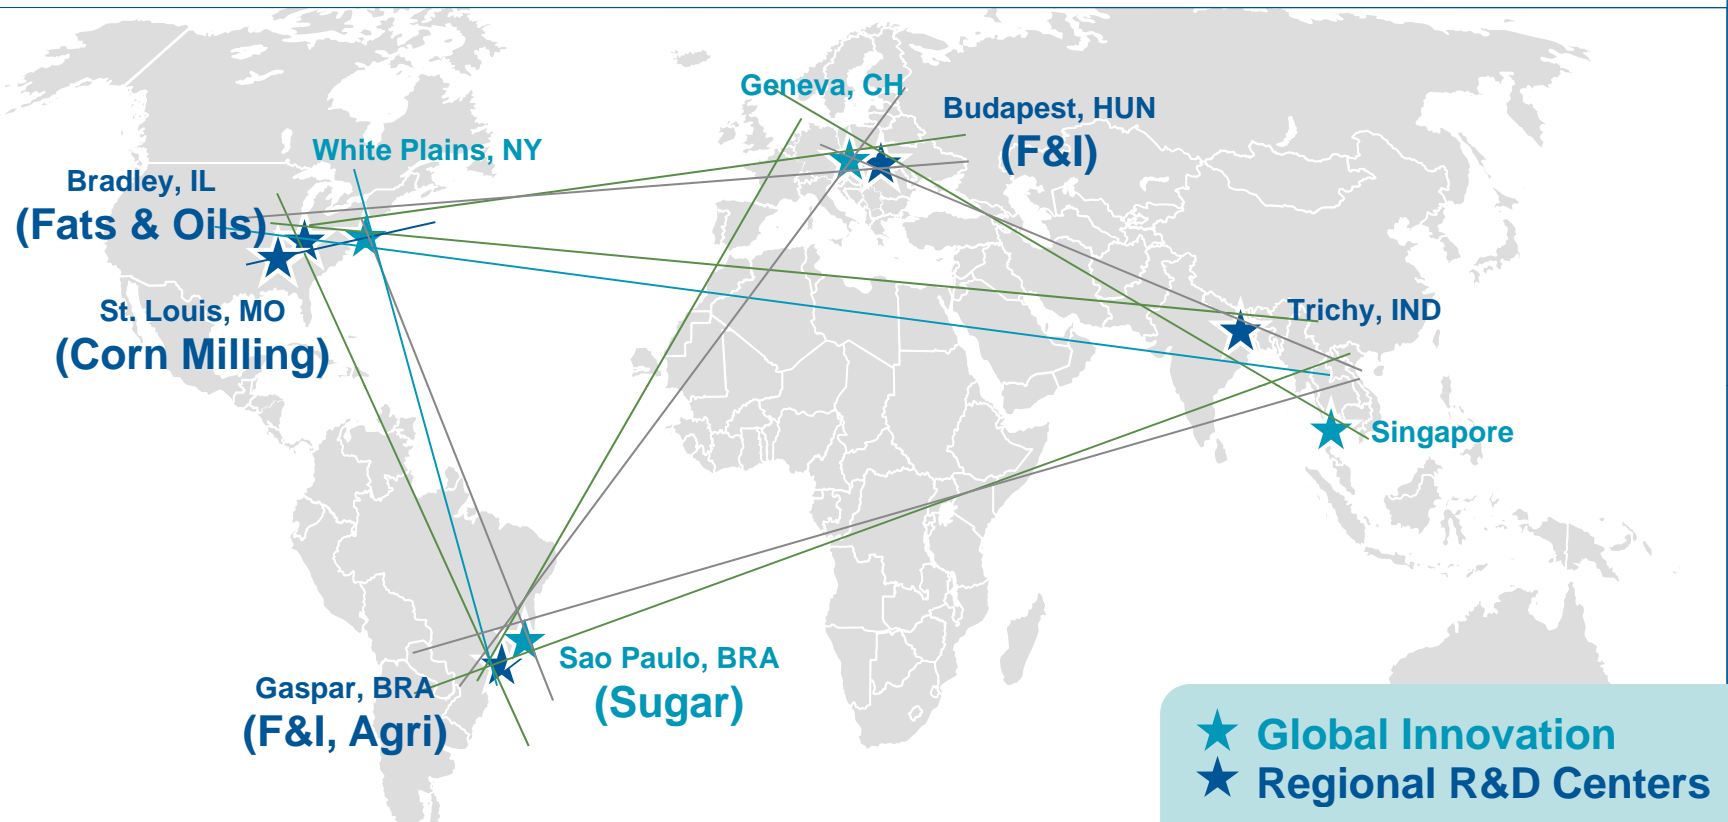 Geneva, CH
Budapest, HUN
(F&I)
White Plains, NY
Bradley, IL
(Fats & Oils)
St. Louis, MO
(Corn Milling)
Trichy, IND
Singapore
Sao Paulo, BRA
(Sugar)
Gaspar, BRA
(F&I, Agri)
Global Innovation
Regional R&D Centers